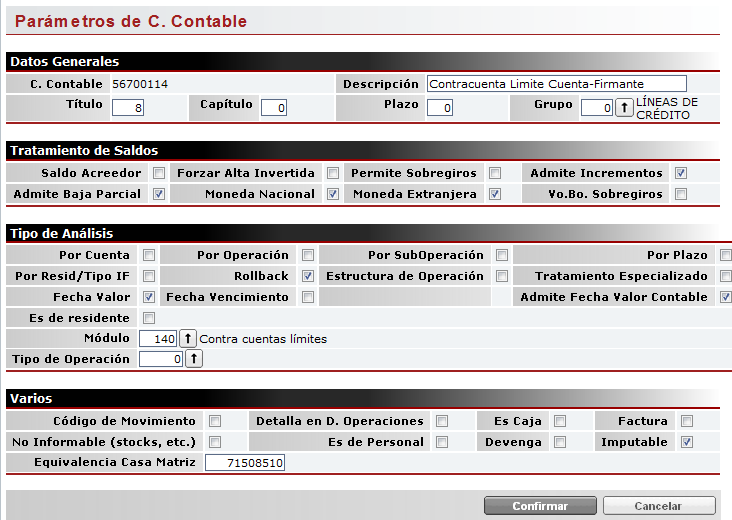 Parámetros de C. Contable
Datos Generales
C. Contable 56700114 Descripción Contracuenta Limite Cuenta-Firmante
Título 8 Capítulo 0 Plazo 0 Grupo 0 LÍNEAS DE
CRÉDITO
Tratamiento de Saldos
Saldo Acreedor Forzar Alta Invertida Permite Sobregiros Admite Incrementos
Admite Baja Parcial Moneda Nacional Moneda Extranjera Vo.Bo. Sobregiros
Tipo de Análisis
Por Cuenta Por Operación Por SubOperación Por Plazo
Por Resid/Tipo IF Rollback Estructura de Operación Tratamiento Especializado
Fecha Valor Fecha Vencimiento Admite Fecha Valor Contable
Es de residente
Módulo 140 Contra cuentas límites
Tipo de Operación 0
Varios
Código de Movimiento Detalla en D. Operaciones Es Caja Factura
No Informable (stocks, etc.) Es de Personal Devenga Imputable
Equivalencia Casa Matriz 71508510
Confirmar Cancelar